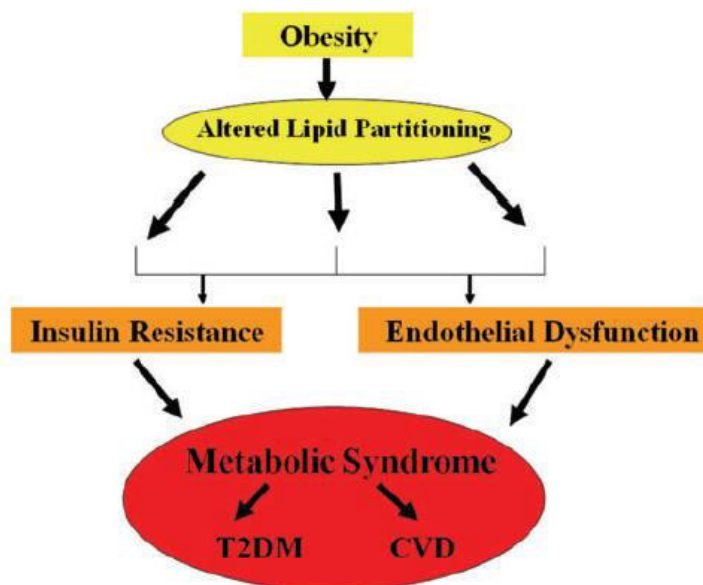 Obesity
Altered Lipid Partitioning
Insulin Resistance
Endothelial Dysfunction
Metabolic Syndrome
T2DM
CVD